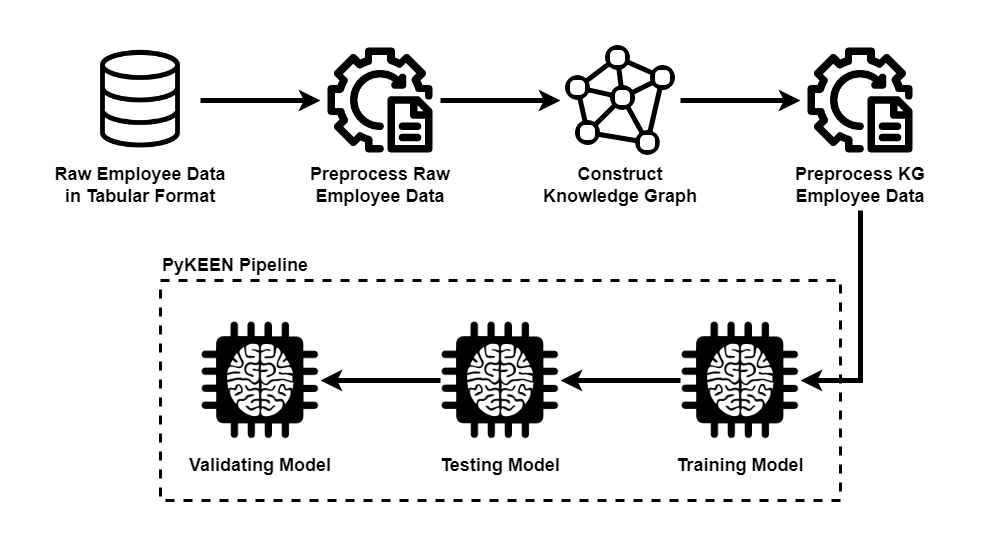 Raw Employee Data
in Tabular Format
Preprocess Raw
Employee Data
Construct
Knowledge Graph
Preprocess KG
Employee Data
PyKEEN Pipeline
Validating Model
Testing Model
Training Model